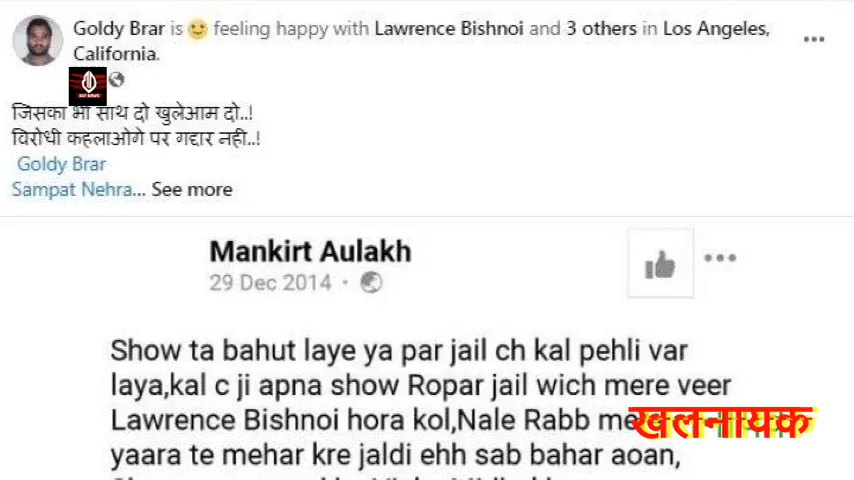 Goldy Brar is feeling happy with Lawrence Bishnoi and 3 others in Los Angeles,
California.
जिसका भी साथ दो खुलेआम दो..!
विरोधी कहलाओगे पर गद्दार नही..!
Goldy Brar
Sampat Nehra... See more
Mankirt Aulakh
29 Dec 2014 ·
Show ta bahut laye ya par jail ch kal pehli var
laya,kal c ji apna show Ropar jail wich mere veer
Lawrence Bishnoi hora kol,Nale Rabb
खलनायक
yaara te mehar kre jaldi ehh sab bahar aoan,